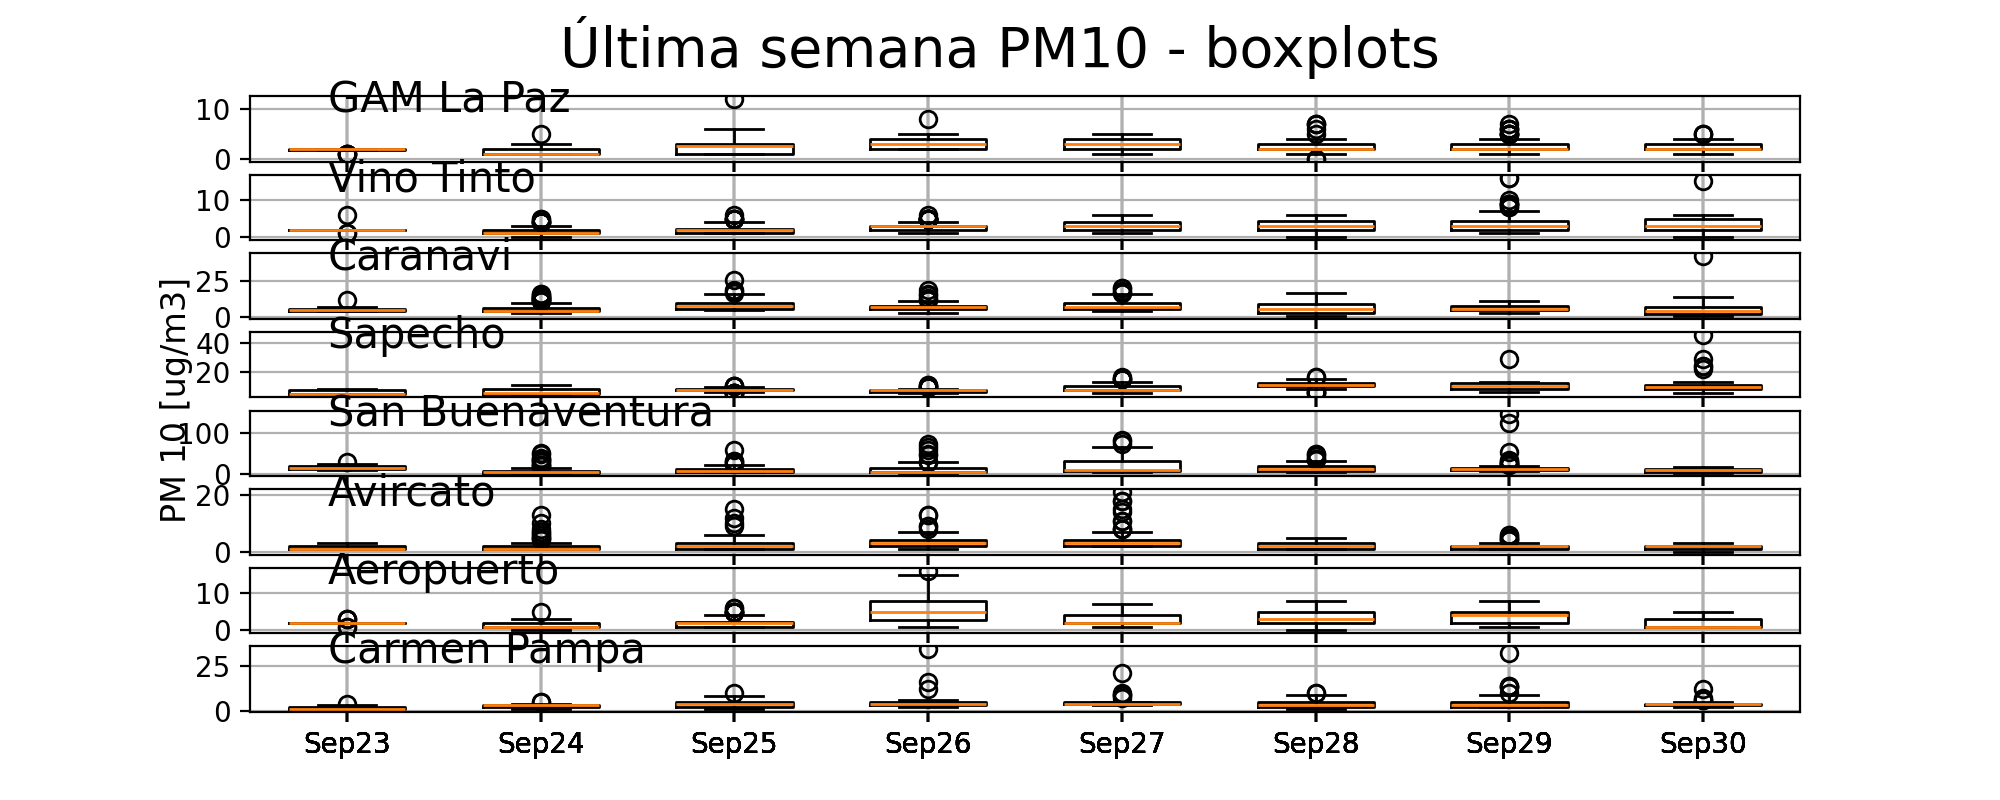 Última semana PM10 - boxplots
GAM La Paz
10
0
Vino Tinto
10
0
Caranavi
25
0
Sapecho
40
20
San Buenaventura
100
0
Avircato
20
0
Aeropuerto
10
0
Carmen Pampa
25
0
PM 10 [ug/m3]
Sep23 Sep24 Sep25 Sep26 Sep27 Sep28 Sep29 Sep30